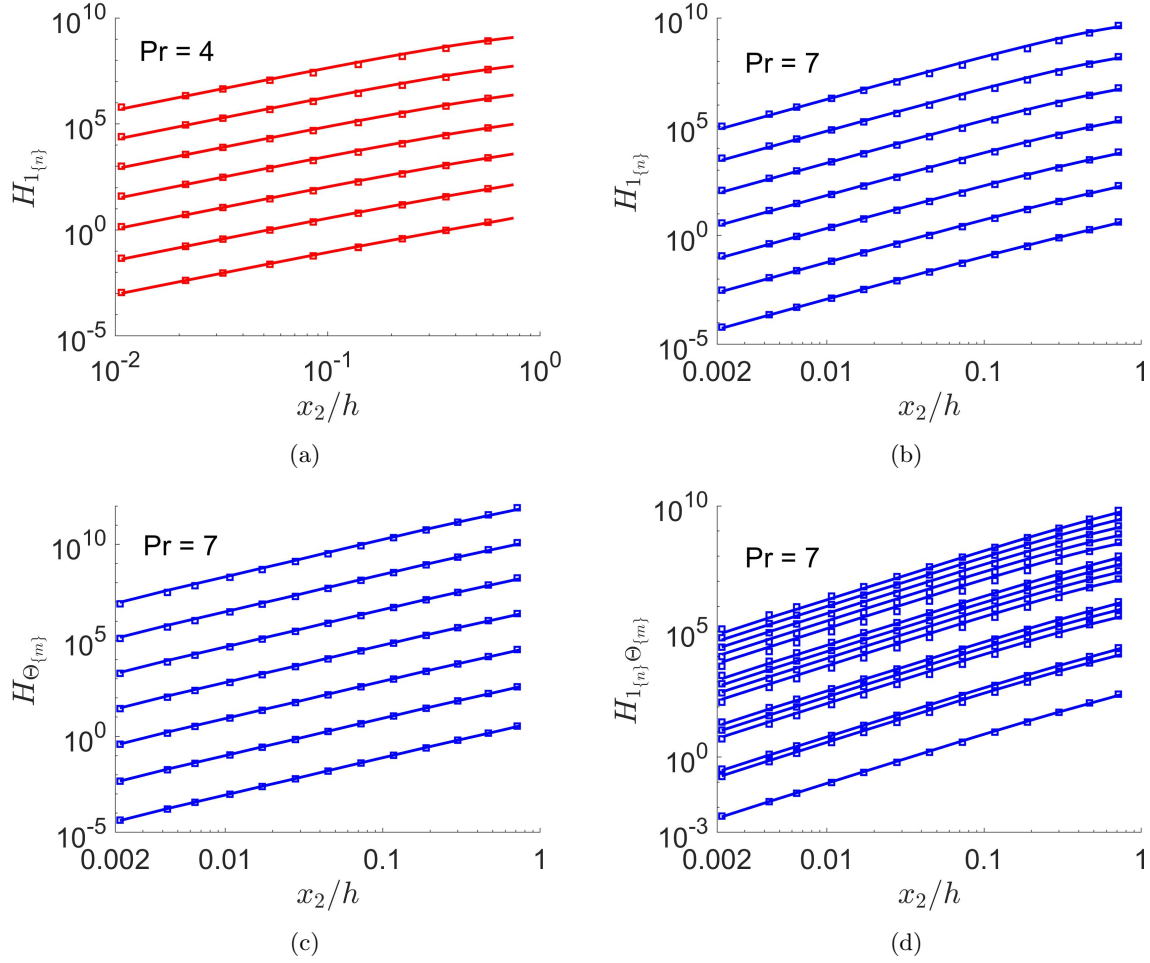 10^10
Pr = 4
10^5
H_{1_{n}}
10^0
10^-5
10^-2 10^-1 10^0
x_2/h
(a)
10^10
Pr = 7
10^5
H_{1_{n}}
10^0
10^-5
0.002 0.01 0.1 1
x_2/h
(b)
10^10
Pr = 7
10^5
H_{Θ_{m}}
10^0
10^-5
0.002 0.01 0.1 1
x_2/h
(c)
10^10
Pr = 7
10^5
H_{1_{n}Θ_{m}}
10^0
10^-3
0.002 0.01 0.1 1
x_2/h
(d)